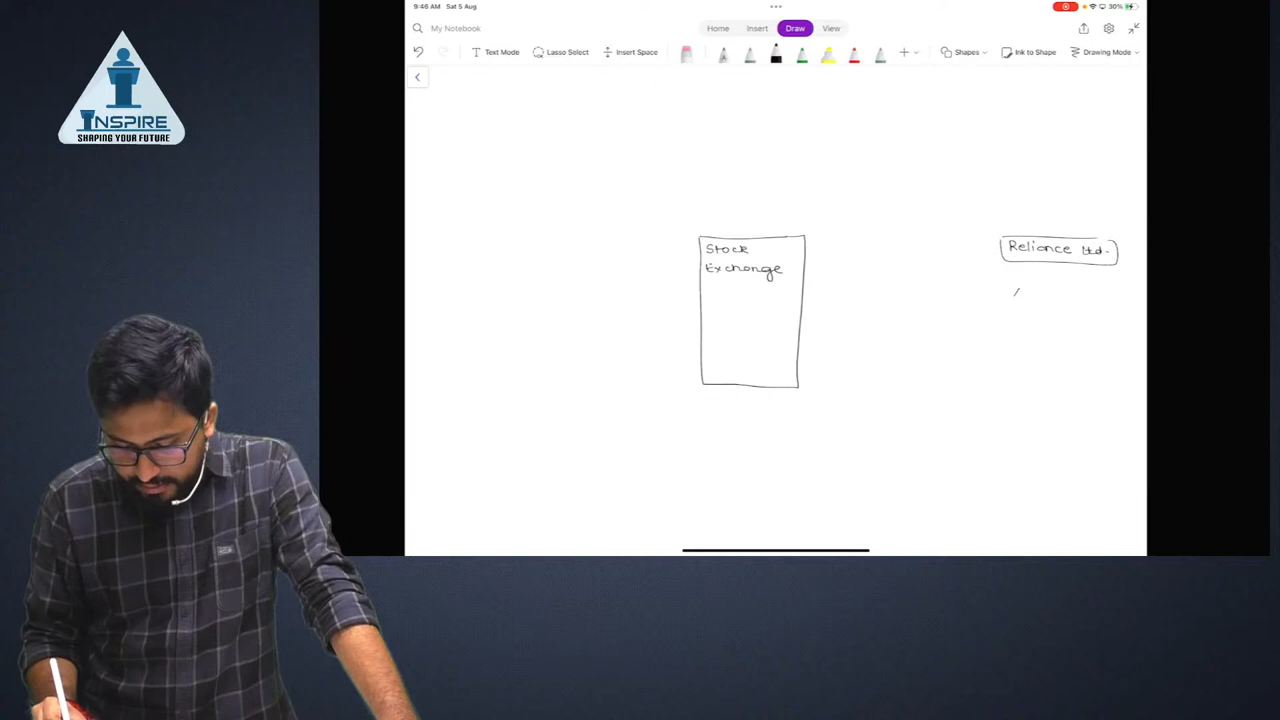 9:46 AM Sat 5 Aug
30%
My Notebook
Home Insert Draw View
Text Mode Lasso Select Insert Space Shapes Ink to Shape Drawing Mode
INSPIRE
SHAPING YOUR FUTURE
Stock
Exchange
Reliance Ltd.